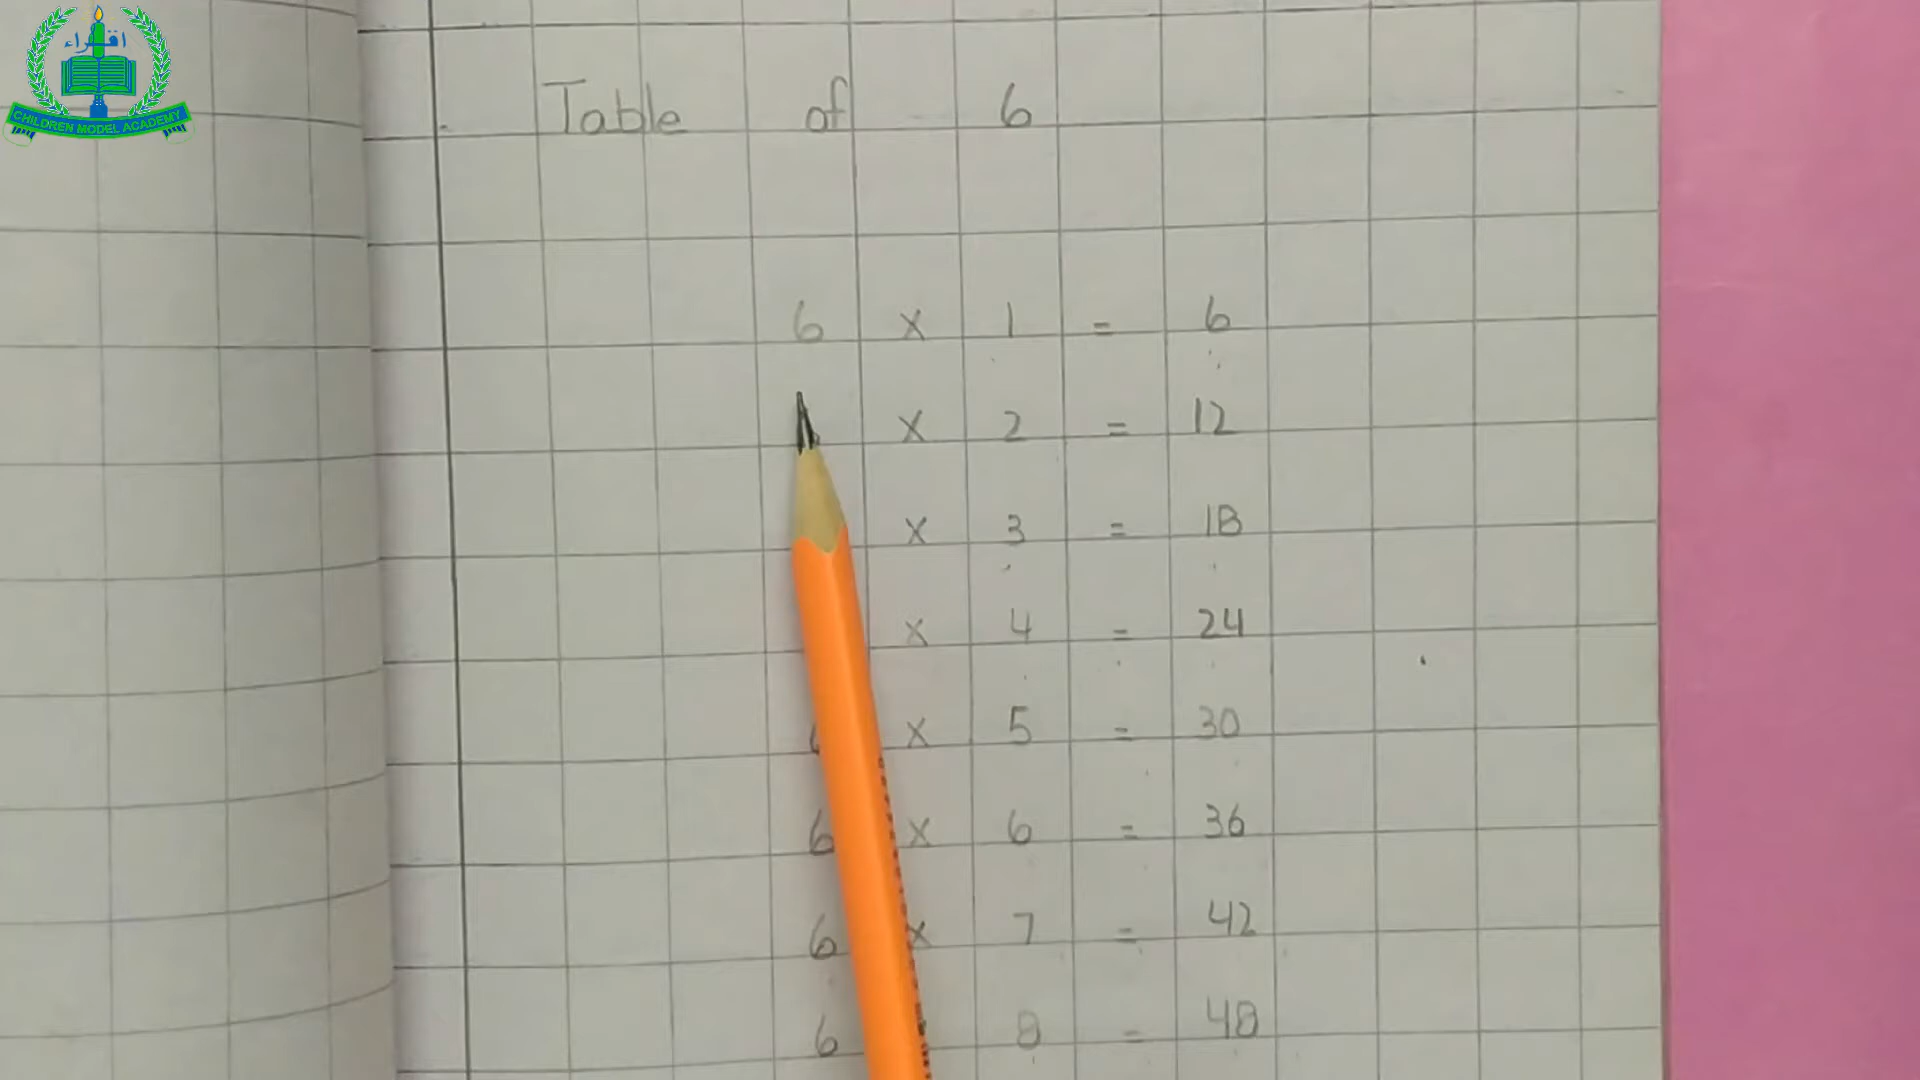 اقراء
CHILDREN MODEL ACADEMY
Table of 6
6 x 1 = 6
x 2 = 12
x 3 = 18
x 4 = 24
x 5 = 30
6 x 6 = 36
6 x 7 = 42
6 8 = 48